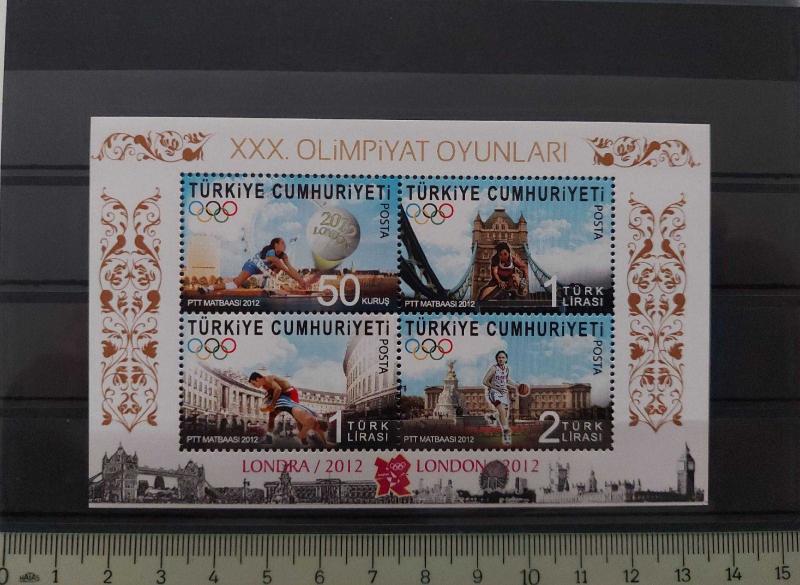 XXX. OLİMPİYAT OYUNLARI
TÜRKİYE CUMHURİYETİ
POSTA
2012
LONDON
50 KURUŞ
PTT MATBAASI 2012
TÜRKİYE CUMHURİYETİ
POSTA
1 TÜRK
LİRASI
PTT MATBAASI 2012
TÜRKİYE CUMHURİYETİ
POSTA
1 TÜRK
LİRASI
PTT MATBAASI 2012
TÜRKİYE CUMHURİYETİ
POSTA
2 TÜRK
LİRASI
PTT MATBAASI 2012
LONDRA / 2012 LONDON - 2012
0 1 2 3 4 5 6 7 8 9 10 11 12 13 14 15
HATAS